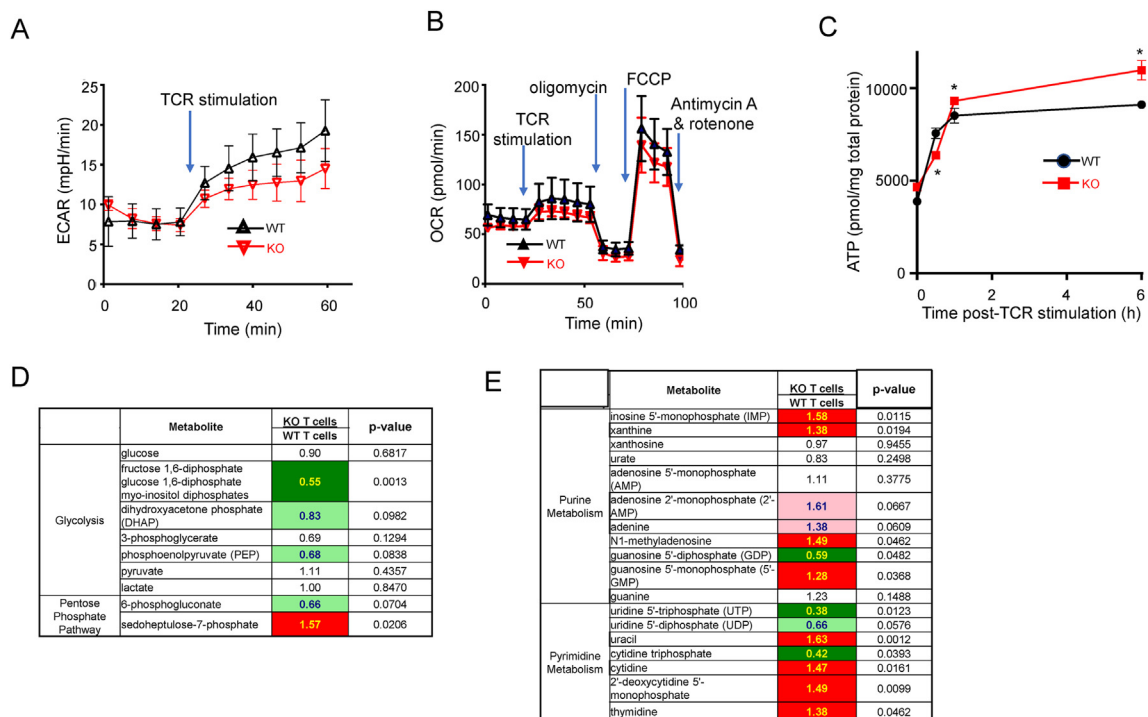 A
25
20
15
10
5
0
ECAR (mpH/min)
TCR stimulation
WT
KO
0 20 40 60
Time (min)
B
200
150
100
50
0
OCR (pmol/min)
oligomycin
FCCP
TCR
stimulation
Antimycin A
& rotenone
WT
KO
0 50 100
Time (min)
C
*
*
*
10000
5000
0
ATP (pmol/mg total protein)
WT
KO
0 2 4 6
Time post-TCR stimulation (h)
D
Metabolite KO T cells p-value
WT T cells
Glycolysis
glucose 0.90 0.6817
fructose 1,6-diphosphate
glucose 1,6-diphosphate 0.55 0.0013
myo-inositol diphosphates
dihydroxyacetone phosphate
(DHAP) 0.83 0.0982
3-phosphoglycerate 0.69 0.1294
phosphoenolpyruvate (PEP) 0.68 0.0838
pyruvate 1.11 0.4357
lactate 1.00 0.8470
Pentose
Phosphate
Pathway
6-phosphogluconate 0.66 0.0704
sedoheptulose-7-phosphate 1.57 0.0206
E
Metabolite KO T cells p-value
WT T cells
Purine
Metabolism
inosine 5'-monophosphate (IMP) 1.58 0.0115
xanthine 1.38 0.0194
xanthosine 0.97 0.9455
urate 0.83 0.2498
adenosine 5'-monophosphate
(AMP) 1.11 0.3775
adenosine 2'-monophosphate (2'-
AMP) 1.61 0.0667
adenine 1.38 0.0609
N1-methyladenosine 1.49 0.0462
guanosine 5'-diphosphate (GDP) 0.59 0.0482
guanosine 5'-monophosphate (5'-
GMP) 1.28 0.0368
guanine 1.23 0.1488
Pyrimidine
Metabolism
uridine 5'-triphosphate (UTP) 0.38 0.0123
uridine 5'-diphosphate (UDP) 0.66 0.0576
uracil 1.63 0.0012
cytidine triphosphate 0.42 0.0393
cytidine 1.47 0.0161
2'-deoxycytidine 5'-
monophosphate 1.49 0.0099
thymidine 1.38 0.0462